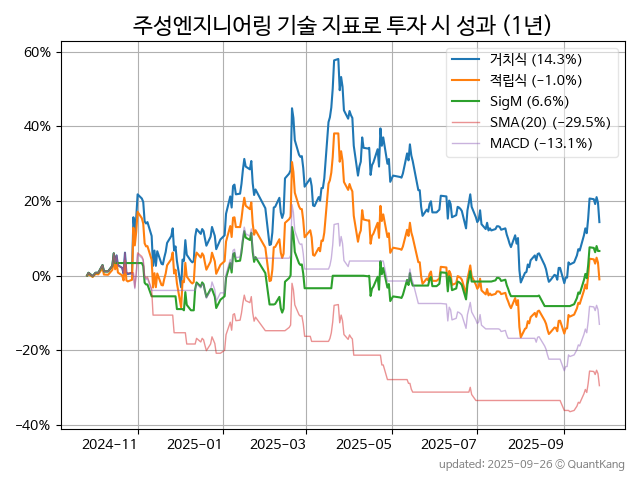 주성엔지니어링 기술 지표로 투자 시 성과 (1년)
60%
40%
20%
0%
−20%
−40%
거치식 (14.3%)
적립식 (−1.0%)
SigM (6.6%)
SMA(20) (−29.5%)
MACD (−13.1%)
2024-11
2025-01
2025-03
2025-05
2025-07
2025-09
updated: 2025-09-26 © QuantKang